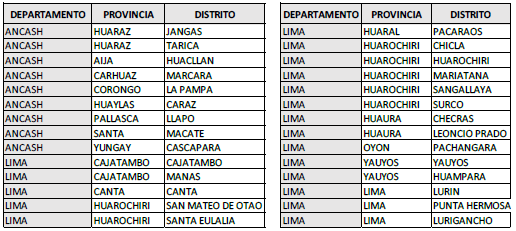 DEPARTAMENTO PROVINCIA DISTRITO
ANCASH HUARAZ JANGAS
ANCASH HUARAZ TARICA
ANCASH AIJA HUACLLAN
ANCASH CARHUAZ MARCARA
ANCASH CORONGO LA PAMPA
ANCASH HUAYLAS CARAZ
ANCASH PALLASCA LLAPO
ANCASH SANTA MACATE
ANCASH YUNGAY CASCAPARA
LIMA CAJATAMBO CAJATAMBO
LIMA CAJATAMBO MANAS
LIMA CANTA CANTA
LIMA HUAROCHIRI SAN MATEO DE OTAO
LIMA HUAROCHIRI SANTA EULALIA
DEPARTAMENTO PROVINCIA DISTRITO
LIMA HUARAL PACARAOS
LIMA HUAROCHIRI CHICLA
LIMA HUAROCHIRI HUAROCHIRI
LIMA HUAROCHIRI MARIATANA
LIMA HUAROCHIRI SANGALLAYA
LIMA HUAROCHIRI SURCO
LIMA HUAURA CHECRAS
LIMA HUAURA LEONCIO PRADO
LIMA OYON PACHANGARA
LIMA YAUYOS YAUYOS
LIMA YAUYOS HUAMPARA
LIMA LIMA LURIN
LIMA LIMA PUNTA HERMOSA
LIMA LIMA LURIGANCHO